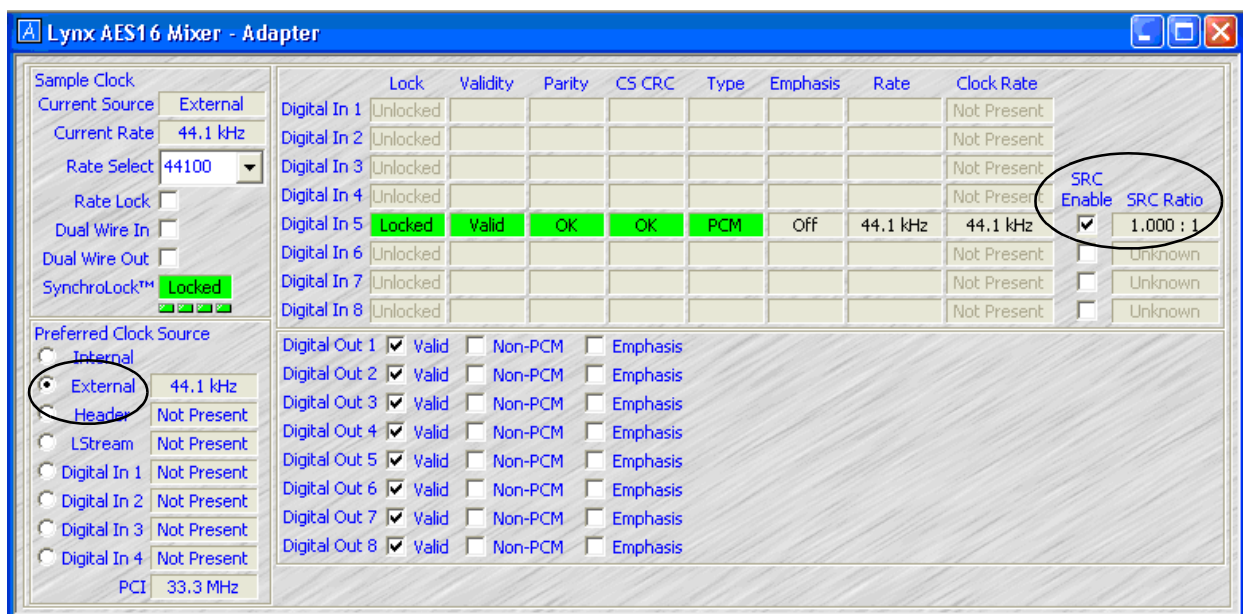 Lynx AES16 Mixer - Adapter
Sample Clock
Current Source External
Current Rate 44.1 kHz
Rate Select 44100
Rate Lock
Dual Wire In
Dual Wire Out
SynchroLock™ Locked
Preferred Clock Source
Internal
External 44.1 kHz
Header Not Present
LStream Not Present
Digital In 1 Not Present
Digital In 2 Not Present
Digital In 3 Not Present
Digital In 4 Not Present
PCI 33.3 MHz
Lock Validity Parity CS CRC Type Emphasis Rate Clock Rate
SRC Enable SRC Ratio
Digital In 1 Unlocked Not Present
Digital In 2 Unlocked Not Present
Digital In 3 Unlocked Not Present
Digital In 4 Unlocked Not Present
Digital In 5 Locked Valid OK OK PCM Off 44.1 kHz 44.1 kHz 1.000 : 1
Digital In 6 Unlocked Not Present Unknown
Digital In 7 Unlocked Not Present Unknown
Digital In 8 Unlocked Not Present Unknown
Digital Out 1 Valid Non-PCM Emphasis
Digital Out 2 Valid Non-PCM Emphasis
Digital Out 3 Valid Non-PCM Emphasis
Digital Out 4 Valid Non-PCM Emphasis
Digital Out 5 Valid Non-PCM Emphasis
Digital Out 6 Valid Non-PCM Emphasis
Digital Out 7 Valid Non-PCM Emphasis
Digital Out 8 Valid Non-PCM Emphasis